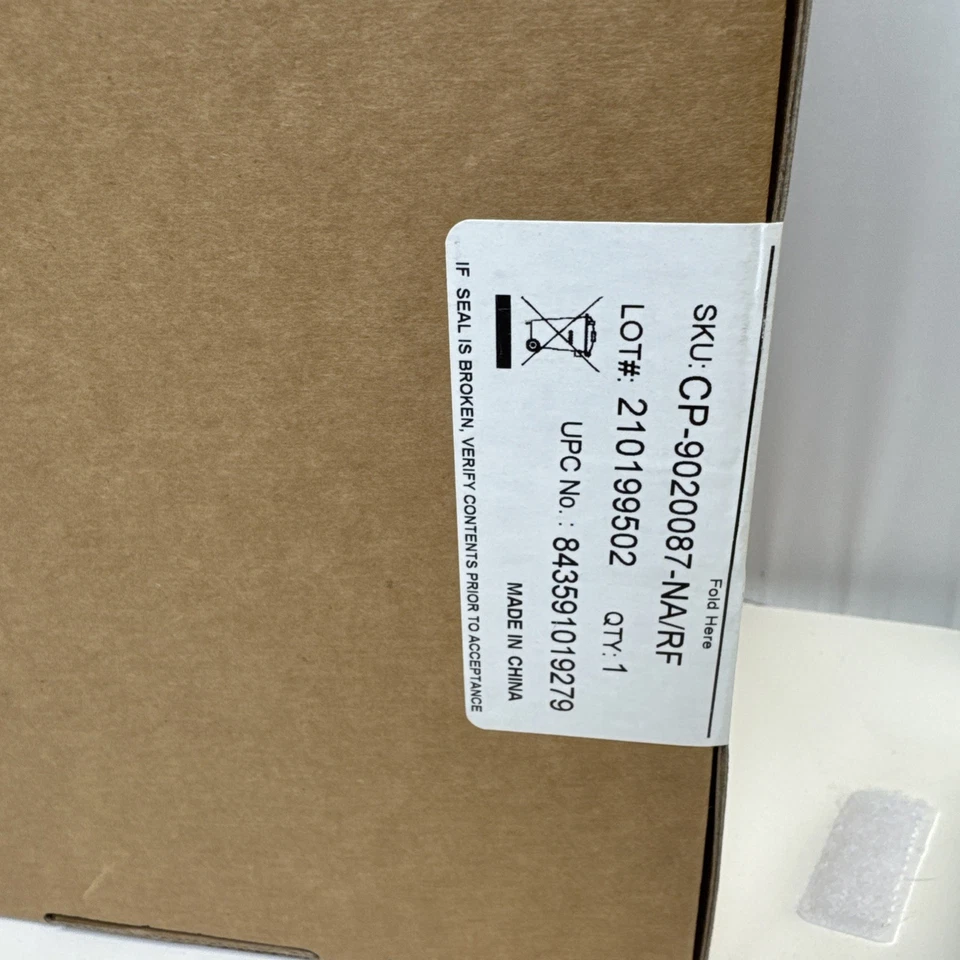 Fold Here
SKU: CP-9020087-NA/RF
LOT#: 210199502 QTY: 1
UPC No. : 843591019279
MADE IN CHINA
IF SEAL IS BROKEN, VERIFY CONTENTS PRIOR TO ACCEPTANCE